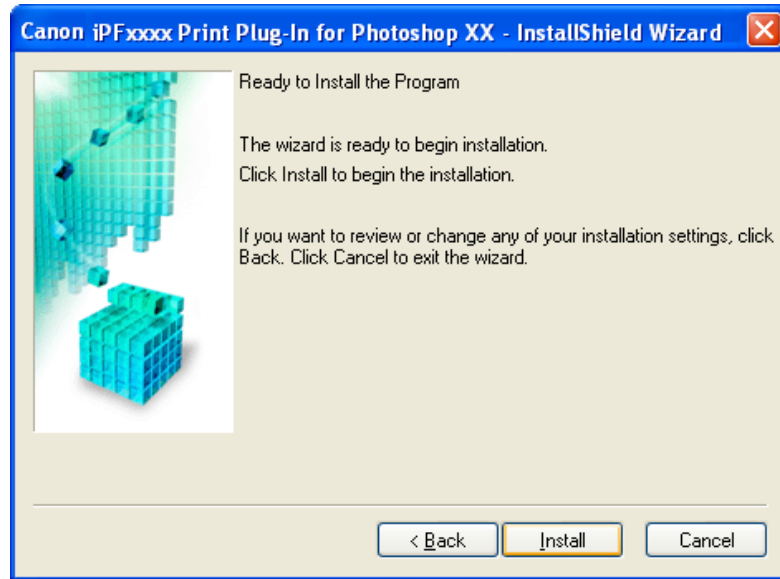 Canon iPFxxxx Print Plug-In for Photoshop XX - InstallShield Wizard
Ready to Install the Program
The wizard is ready to begin installation.
Click Install to begin the installation.
If you want to review or change any of your installation settings, click
Back. Click Cancel to exit the wizard.
< Back
Install
Cancel